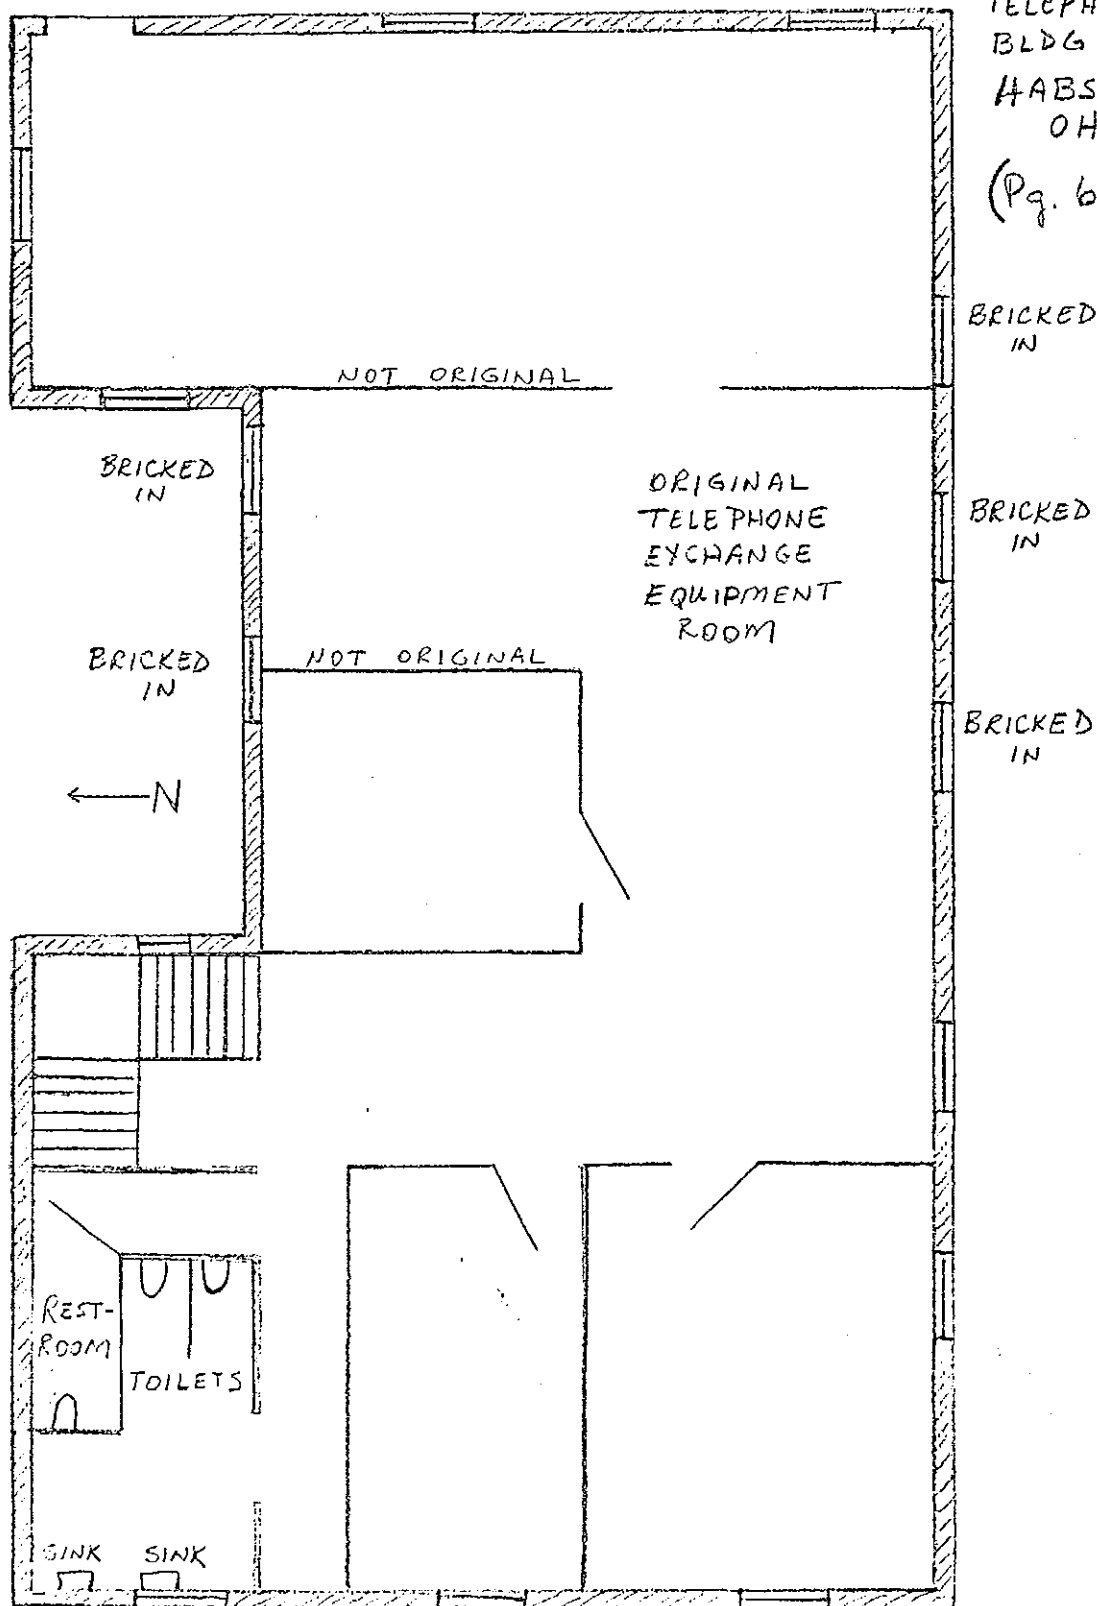 TELEPH
BLDG
HABS
OH
(Pg. 6
BRICKED
IN
NOT ORIGINAL
BRICKED
IN
ORIGINAL
TELEPHONE
EXCHANGE
EQUIPMENT
ROOM
BRICKED
IN
BRICKED
IN
NOT ORIGINAL
BRICKED
IN
←N
REST-
ROOM
TOILETS
SINK SINK